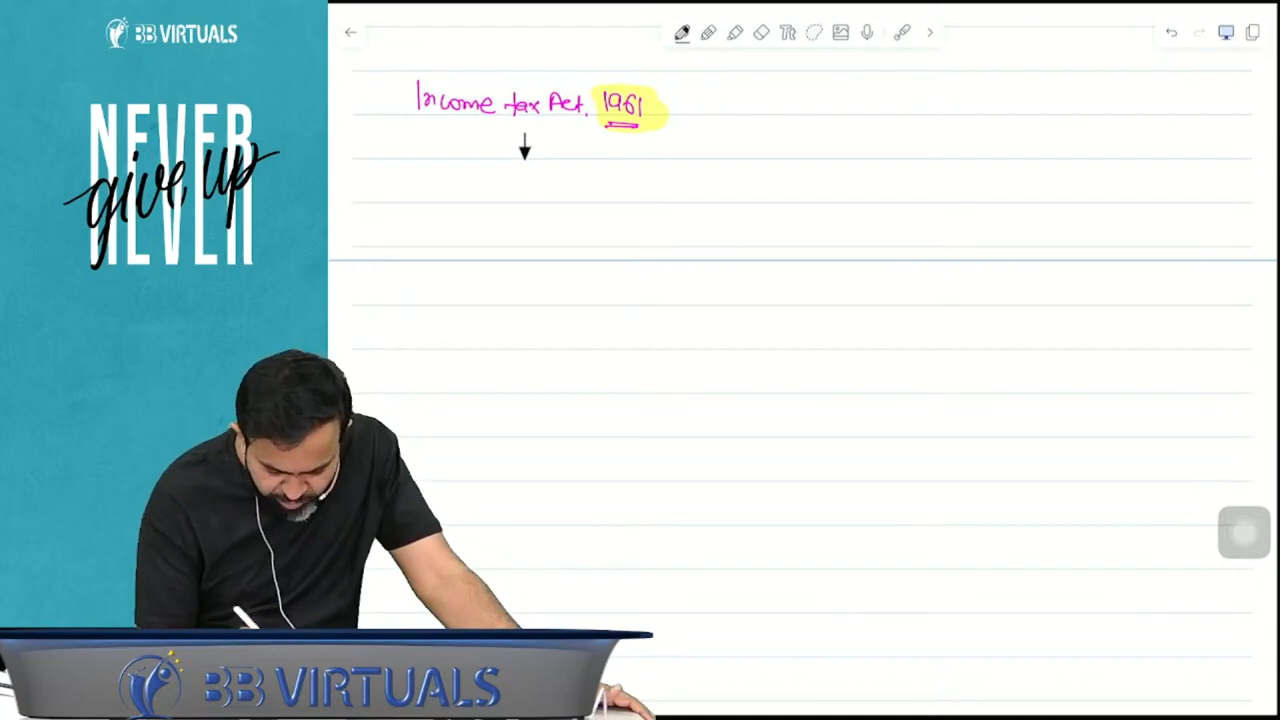 BB VIRTUALS
NEVER
give up
NEVER
Income tax Act. 1961
BB VIRTUALS